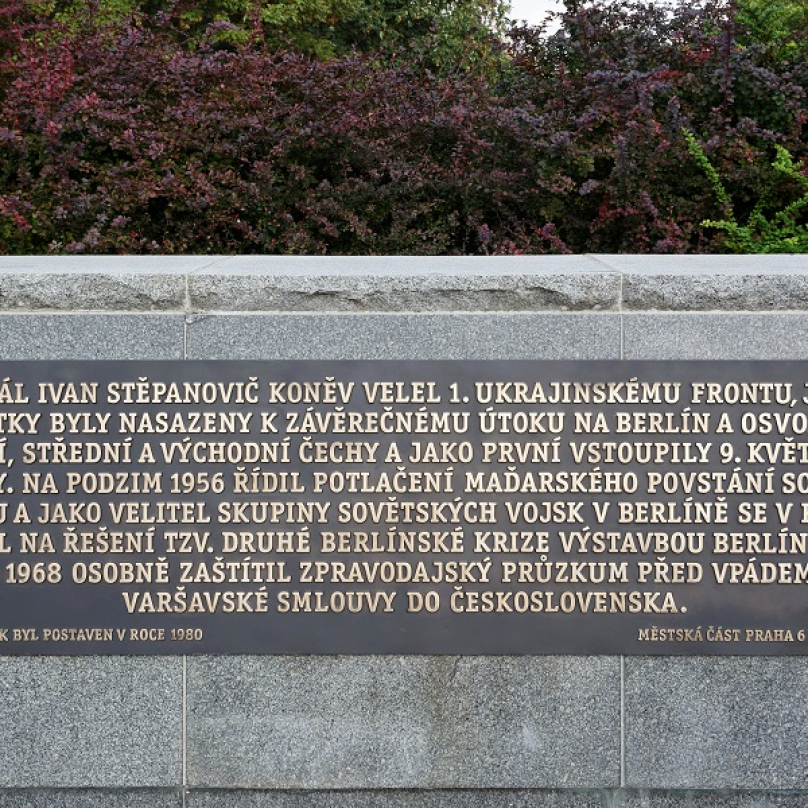 ÁL IVAN STĚPANOVIČ KONĚV VELEL 1. UKRAJINSKÉMU FRONTU, J
TKY BYLY NASAZENY K ZÁVĚREČNÉMU ÚTOKU NA BERLÍN A OSVO
Í, STŘEDNÍ A VÝCHODNÍ ČECHY A JAKO PRVNÍ VSTOUPILY 9. KVĚT
Y. NA PODZIM 1956 ŘÍDIL POTLAČENÍ MAĎARSKÉHO POVSTÁNÍ SO
U A JAKO VELITEL SKUPINY SOVĚTSKÝCH VOJSK V BERLÍNĚ SE V
L NA ŘEŠENÍ TZV. DRUHÉ BERLÍNSKÉ KRIZE VÝSTAVBOU BERLÍN
1968 OSOBNĚ ZAŠTÍTIL ZPRAVODAJSKÝ PRŮZKUM PŘED VPÁDEM
VARŠAVSKÉ SMLOUVY DO ČESKOSLOVENSKA.
K BYL POSTAVEN V ROCE 1980
MĚSTSKÁ ČÁST PRAHA 6